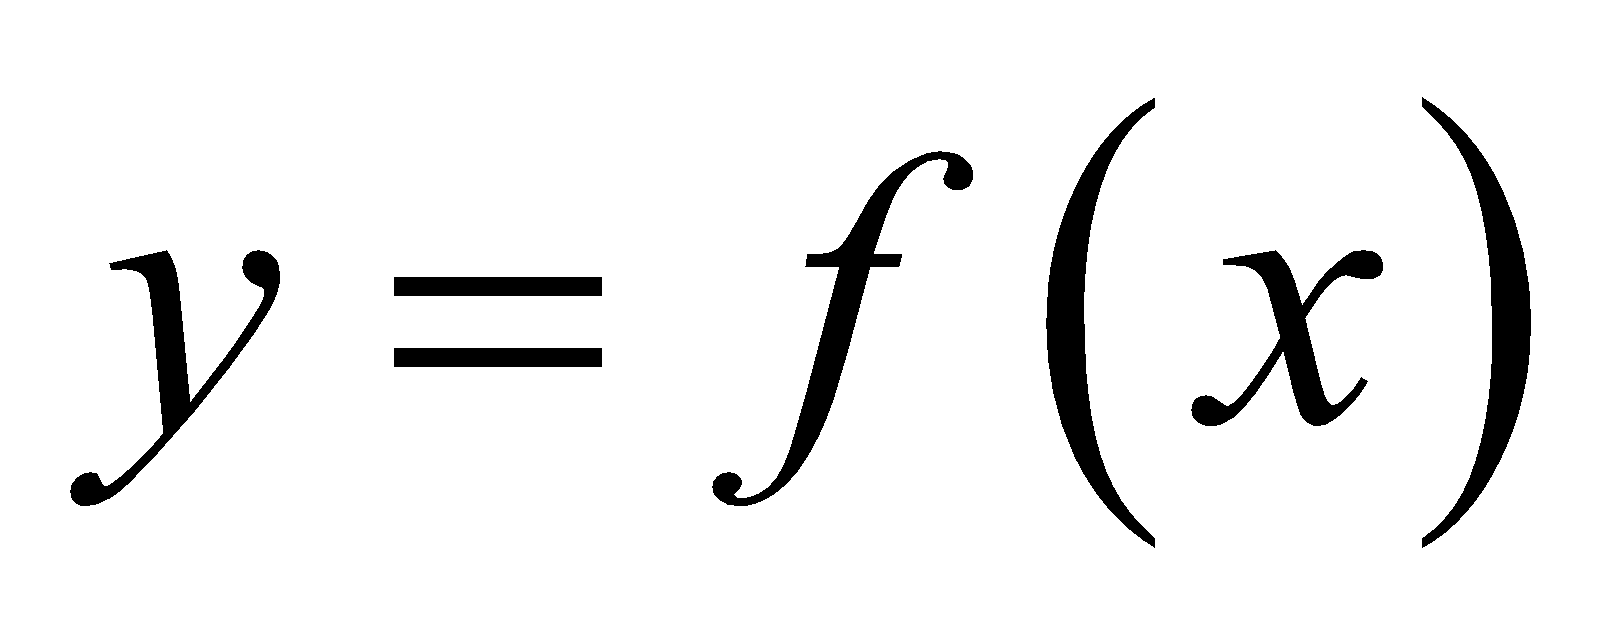 y = f(x)